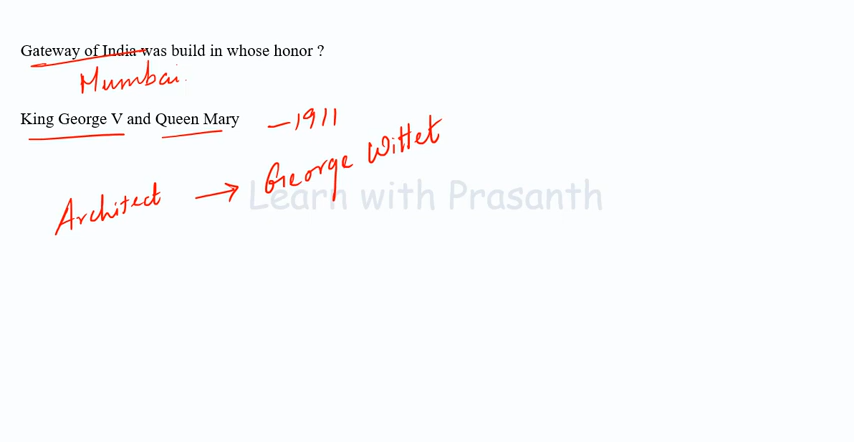 Gateway of India was build in whose honor ?
Mumbai
King George V and Queen Mary - 1911
Architect → George Wittet
Learn with Prasanth